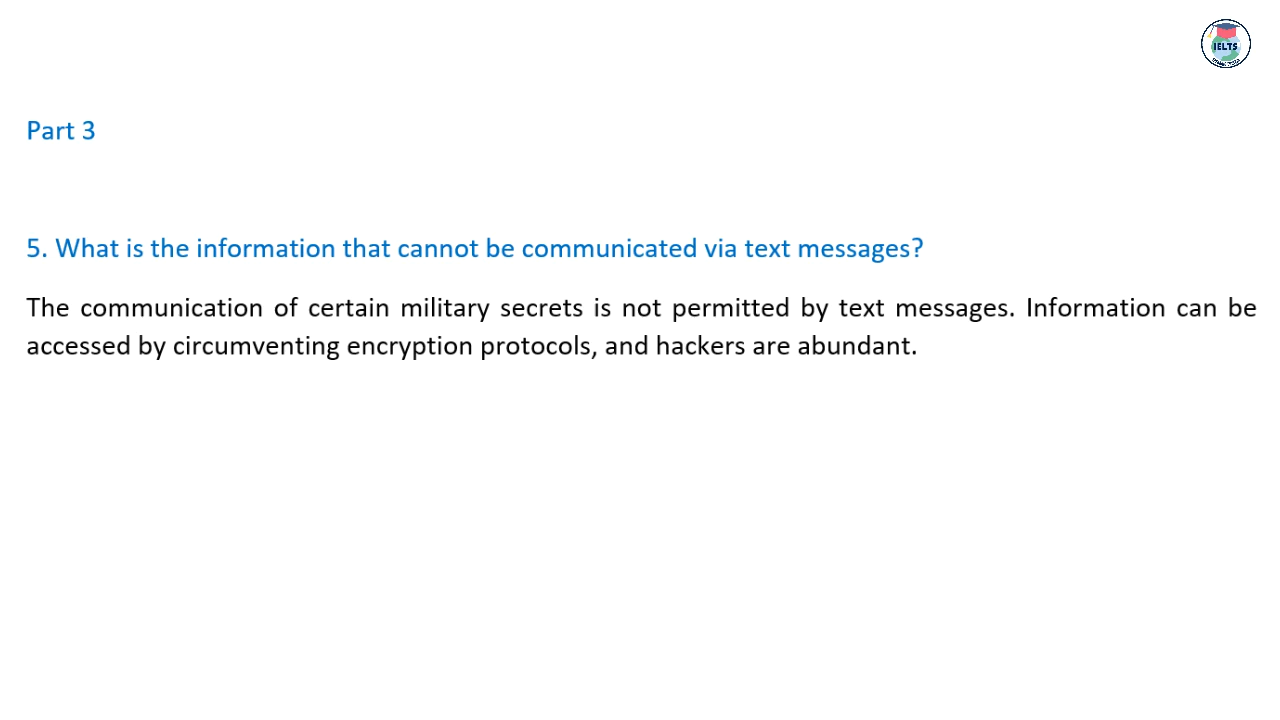 IELTS
Part 3
5. What is the information that cannot be communicated via text messages?
The communication of certain military secrets is not permitted by text messages. Information can be
accessed by circumventing encryption protocols, and hackers are abundant.